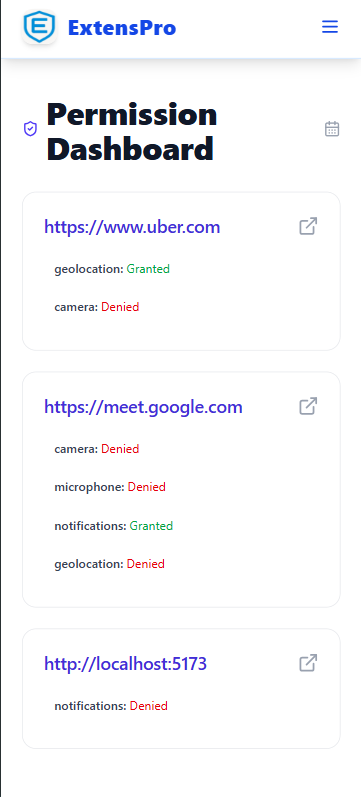 ExtensPro
Permission
Dashboard
https://www.uber.com
geolocation: Granted
camera: Denied
https://meet.google.com
camera: Denied
microphone: Denied
notifications: Granted
geolocation: Denied
http://localhost:5173
notifications: Denied